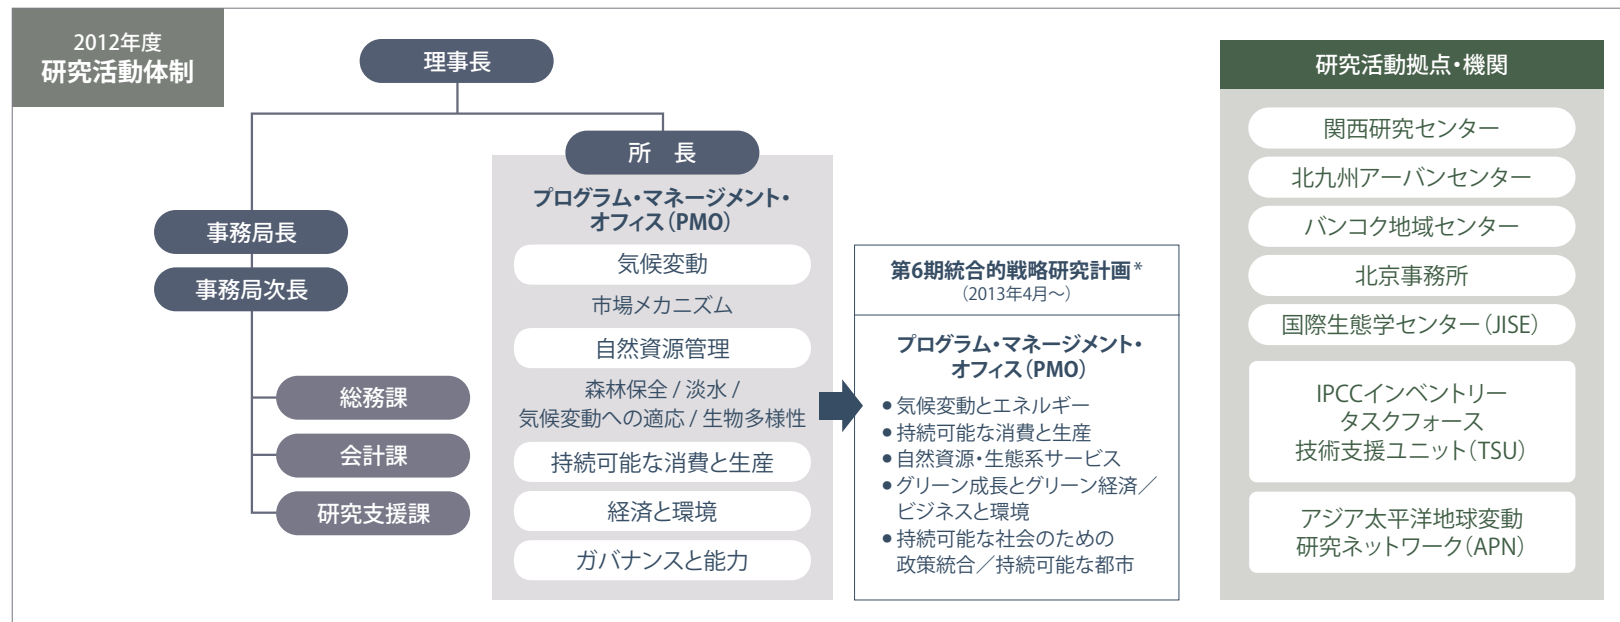 2012年度
研究活動体制
理事長
所　長
事務局長
事務局次長
総務課
会計課
研究支援課
プログラム・マネージメント・
オフィス（PMO）
気候変動
市場メカニズム
自然資源管理
森林保全 / 淡水 /
気候変動への適応 / 生物多様性
持続可能な消費と生産
経済と環境
ガバナンスと能力
第6期統合的戦略研究計画*
（2013年4月〜）
プログラム・マネージメント・
オフィス（PMO）
●気候変動とエネルギー
●持続可能な消費と生産
●自然資源・生態系サービス
●グリーン成長とグリーン経済／
ビジネスと環境
●持続可能な社会のための
政策統合／持続可能な都市
研究活動拠点・機関
関西研究センター
北九州アーバンセンター
バンコク地域センター
北京事務所
国際生態学センター（JISE）
IPCCインベントリー
タスクフォース
技術支援ユニット（TSU）
アジア太平洋地球変動
研究ネットワーク（APN）